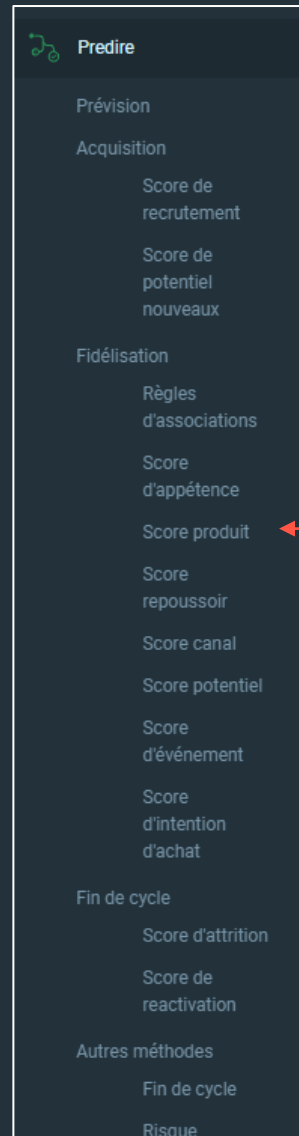 Predire
Prévision
Acquisition
Score de
recrutement
Score de
potentiel
nouveaux
Fidélisation
Règles
d'associations
Score
d'appétence
Score produit
Score
repoussoir
Score canal
Score potentiel
Score
d'événement
Score
d'intention
d'achat
Fin de cycle
Score d'attrition
Score de
reactivation
Autres méthodes
Fin de cycle
Risque